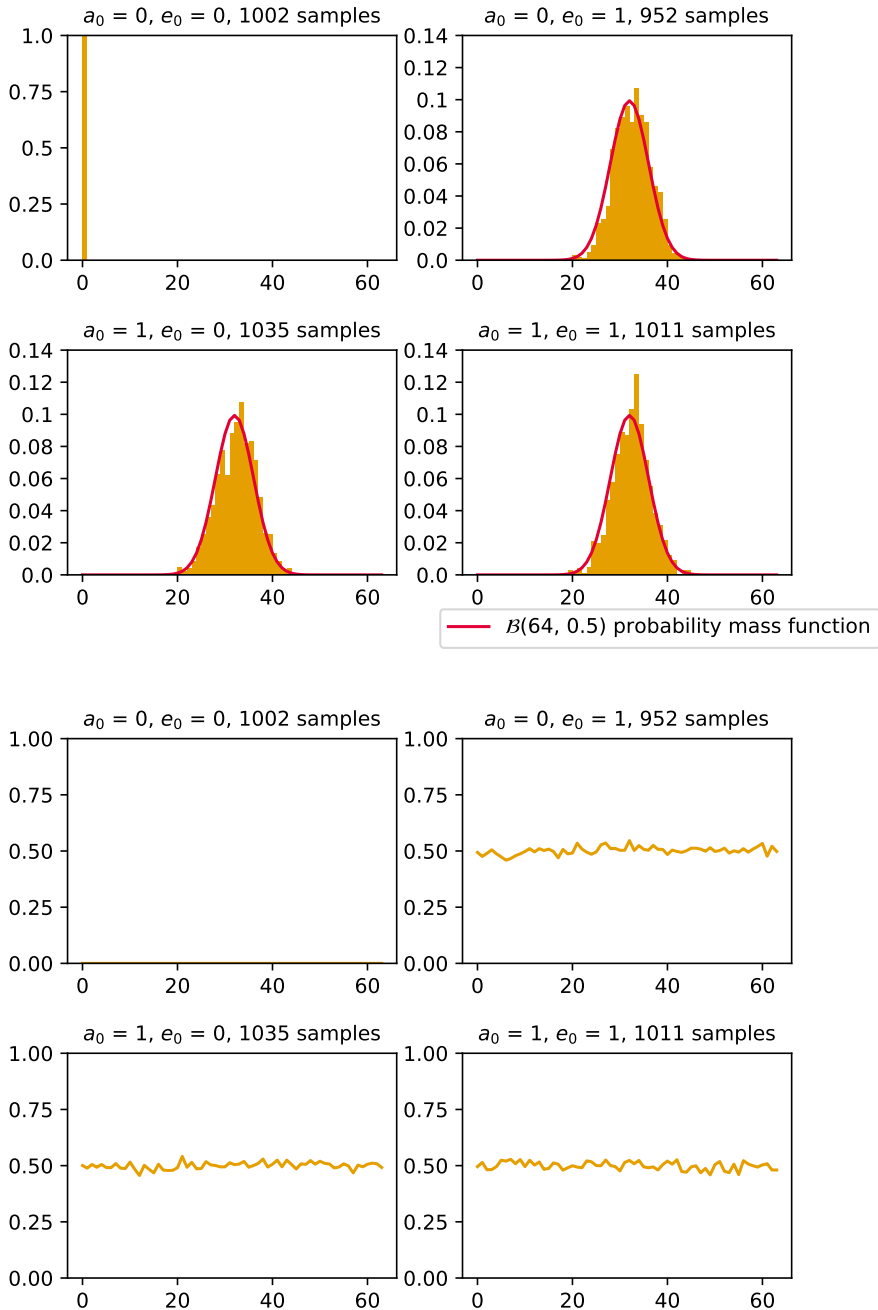 a₀ = 0, e₀ = 0, 1002 samples
a₀ = 0, e₀ = 1, 952 samples
1.0
0.75
0.5
0.25
0.0
0 20 40 60
0.14
0.12
0.1
0.08
0.06
0.04
0.02
0.0
0 20 40 60
a₀ = 1, e₀ = 0, 1035 samples
a₀ = 1, e₀ = 1, 1011 samples
0.14
0.12
0.1
0.08
0.06
0.04
0.02
0.0
0 20 40 60
0.14
0.12
0.1
0.08
0.06
0.04
0.02
0.0
0 20 40 60
ℬ(64, 0.5) probability mass function
a₀ = 0, e₀ = 0, 1002 samples
a₀ = 0, e₀ = 1, 952 samples
1.00
0.75
0.50
0.25
0.00
0 20 40 60
1.00
0.75
0.50
0.25
0.00
0 20 40 60
a₀ = 1, e₀ = 0, 1035 samples
a₀ = 1, e₀ = 1, 1011 samples
1.00
0.75
0.50
0.25
0.00
0 20 40 60
1.00
0.75
0.50
0.25
0.00
0 20 40 60